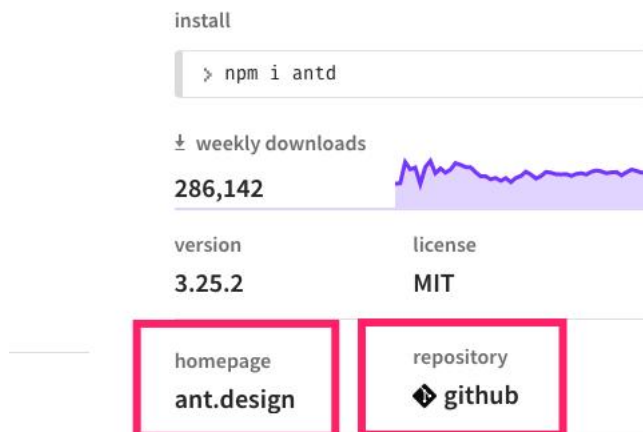 install
> npm i antd
weekly downloads
286,142
version
license
3.25.2
MIT
homepage
repository
ant.design
github